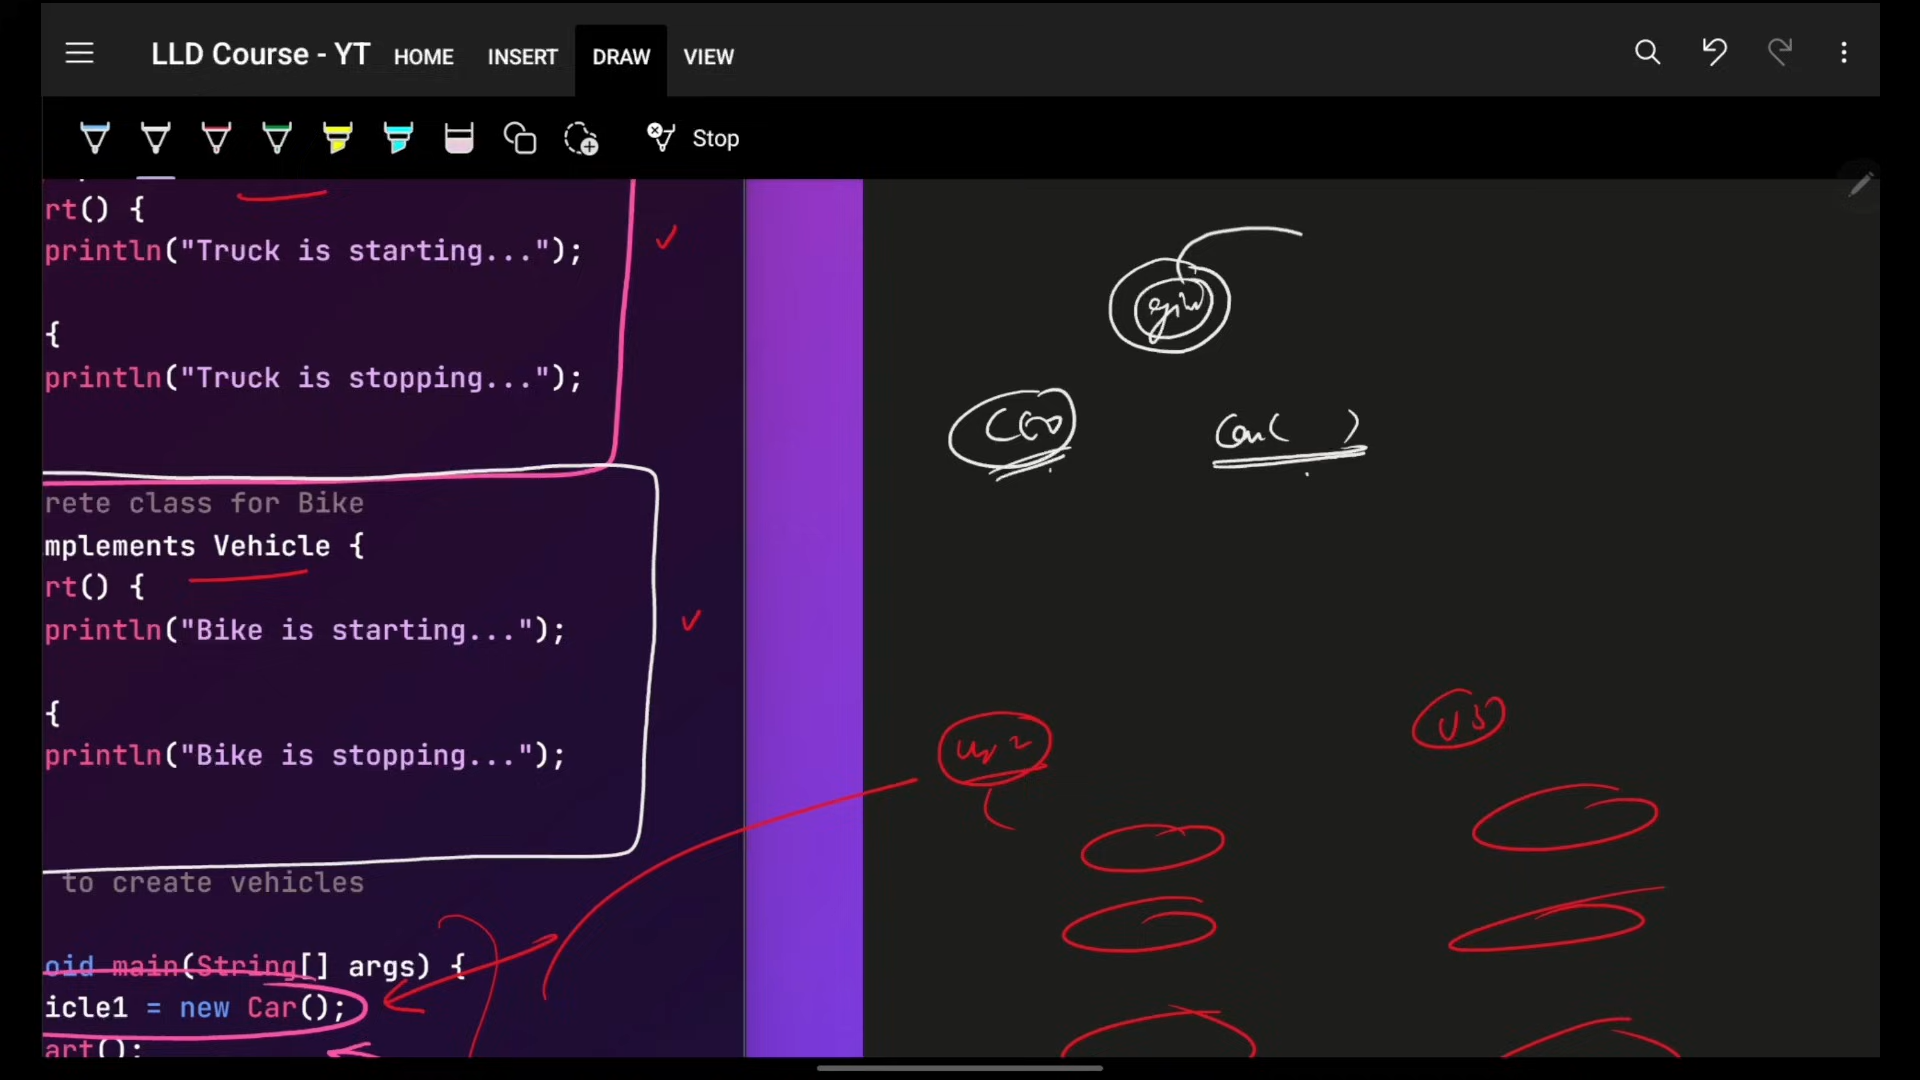 LLD Course - YT HOME INSERT DRAW VIEW
Stop
rt() {
println("Truck is starting...");
{
println("Truck is stopping...");
rete class for Bike
mplements Vehicle {
rt() {
println("Bike is starting...");
{
println("Bike is stopping...");
to create vehicles
oid main(String[] args) {
icle1 = new Car();
art();